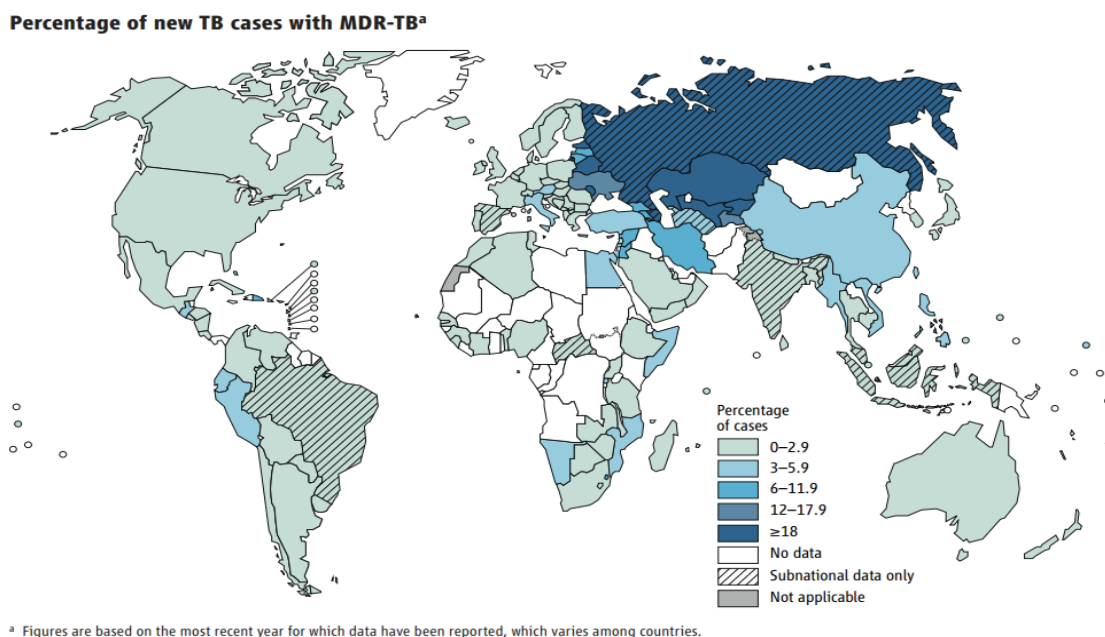 Percentage of new TB cases with MDR-TBᵃ
Percentage
of cases
0–2.9
3–5.9
6–11.9
12–17.9
≥18
No data
Subnational data only
Not applicable
ᵃ Figures are based on the most recent year for which data have been reported, which varies among countries.